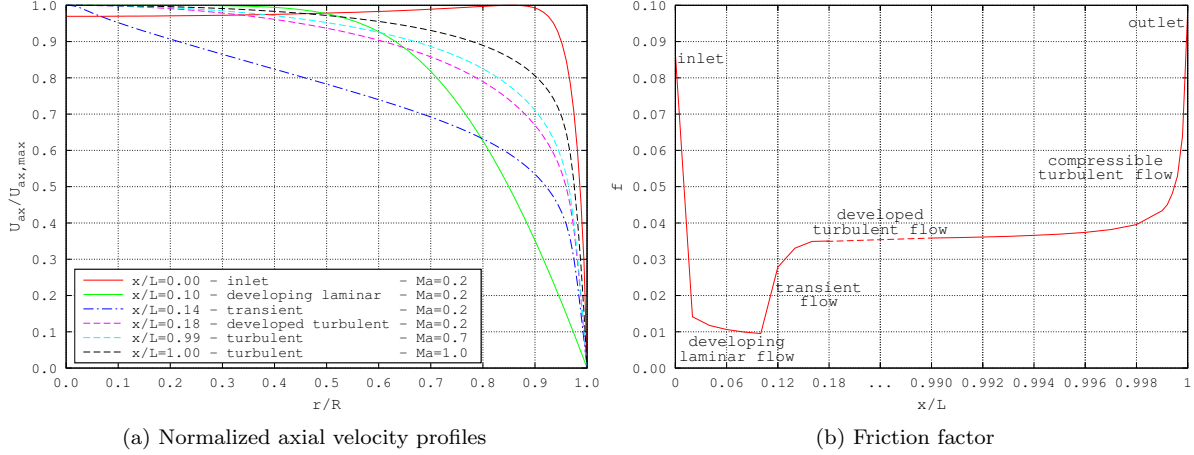 1.0
0.9
0.8
0.7
0.6
0.5
0.4
0.3
0.2
0.1
0.0
U_ax/U_ax,max
x/L=0.00 - inlet - Ma=0.2
x/L=0.10 - developing laminar - Ma=0.2
x/L=0.14 - transient - Ma=0.2
x/L=0.18 - developed turbulent - Ma=0.2
x/L=0.99 - turbulent - Ma=0.7
x/L=1.00 - turbulent - Ma=1.0
0.0 0.1 0.2 0.3 0.4 0.5 0.6 0.7 0.8 0.9 1.0
r/R
(a) Normalized axial velocity profiles
0.10
0.09
0.08
0.07
0.06
0.05
0.04
0.03
0.02
0.01
0.00
f
inlet
outlet
compressible
turbulent flow
developed
turbulent flow
transient
flow
developing
laminar flow
0 0.06 0.12 0.18 ... 0.990 0.992 0.994 0.996 0.998 1
x/L
(b) Friction factor